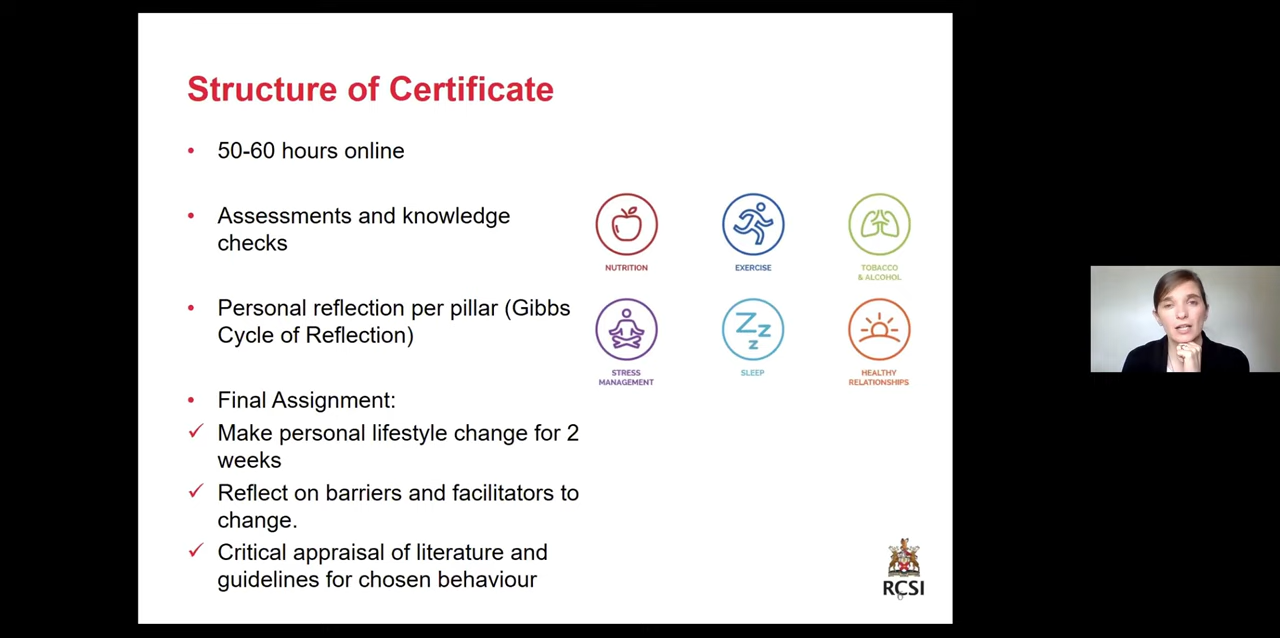 Structure of Certificate
• 50-60 hours online
• Assessments and knowledge
checks
• Personal reflection per pillar (Gibbs
Cycle of Reflection)
• Final Assignment:
✓ Make personal lifestyle change for 2
weeks
✓ Reflect on barriers and facilitators to
change.
✓ Critical appraisal of literature and
guidelines for chosen behaviour
NUTRITION
EXERCISE
TOBACCO
& ALCOHOL
Zzz
STRESS
MANAGEMENT
SLEEP
HEALTHY
RELATIONSHIPS
RCSI